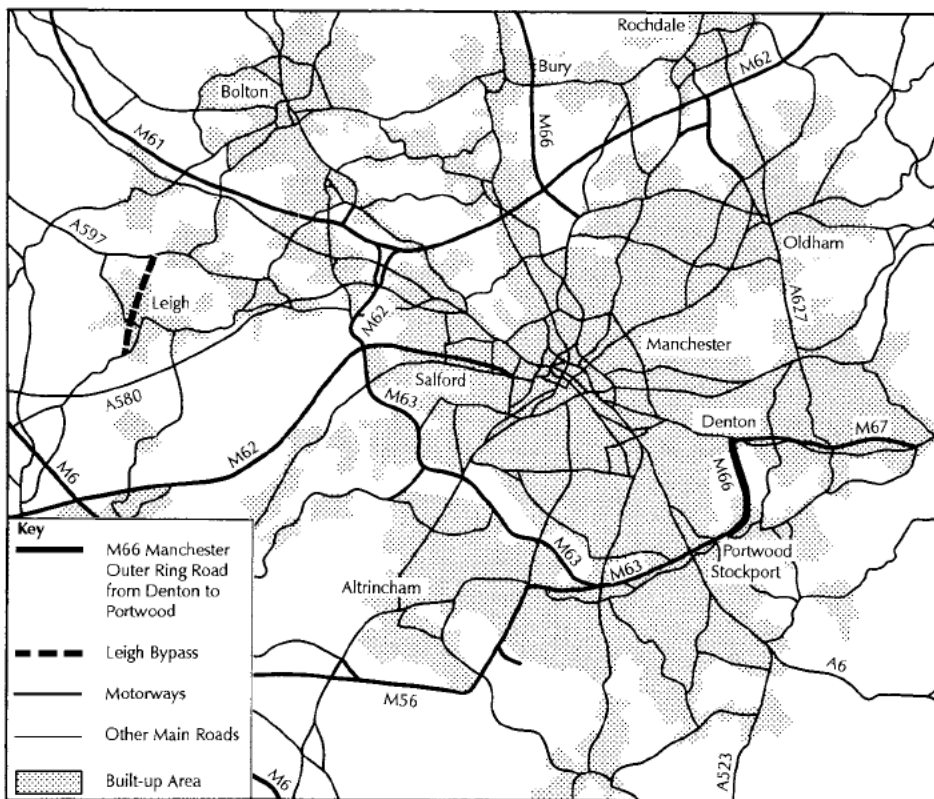 Rochdale
M62
Bury
Bolton
M66
M61
A597
Oldham
Leigh
A627
M62
Manchester
Salford
A580
M63
Denton
M67
M62
M66
M6
M63
Portwood
M63
Stockport
Altrincham
A6
M56
A523
M6
Key
M66 Manchester
Outer Ring Road
from Denton to
Portwood
Leigh Bypass
Motorways
Other Main Roads
Built-up Area